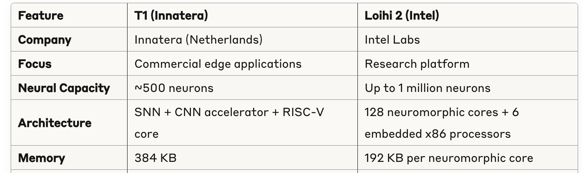 Feature T1 (Innatera) Loihi 2 (Intel)
Company Innatera (Netherlands) Intel Labs
Focus Commercial edge applications Research platform
Neural Capacity ~500 neurons Up to 1 million neurons
Architecture SNN + CNN accelerator + RISC-V core 128 neuromorphic cores + 6 embedded x86 processors
Memory 384 KB 192 KB per neuromorphic core